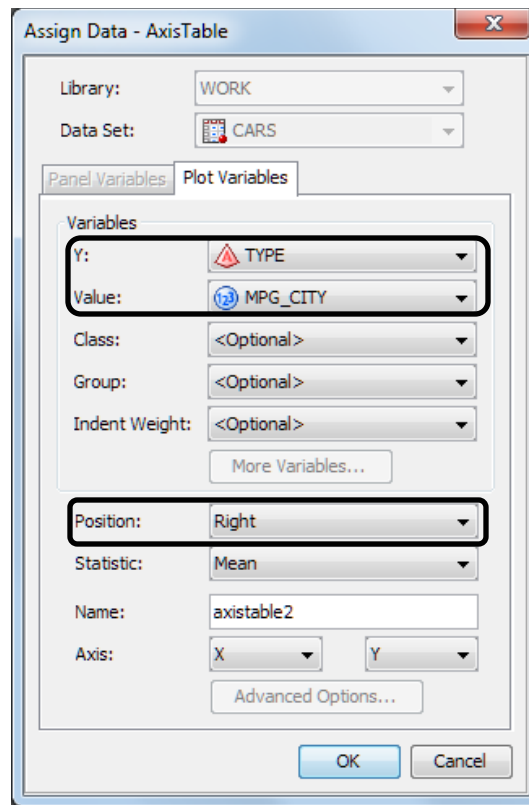 Assign Data - AxisTable
Library: WORK
Data Set: CARS
Panel Variables Plot Variables
Variables
Y: A TYPE
Value: 123 MPG_CITY
Class: <Optional>
Group: <Optional>
Indent Weight: <Optional>
More Variables...
Position: Right
Statistic: Mean
Name: axistable2
Axis: X Y
Advanced Options...
OK Cancel